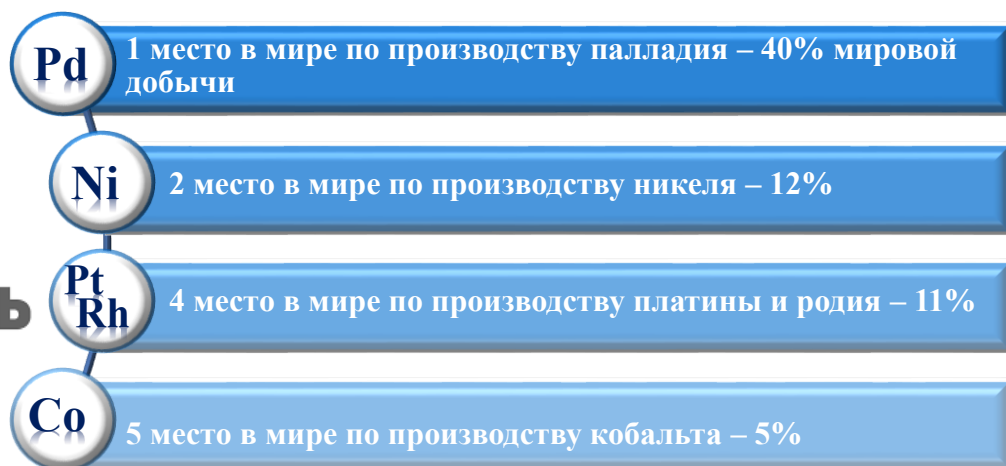 Pd
1 место в мире по производству палладия – 40% мировой
добычи
Ni
2 место в мире по производству никеля – 12%
ь
Pt
Rh
4 место в мире по производству платины и родия – 11%
Co
5 место в мире по производству кобальта – 5%